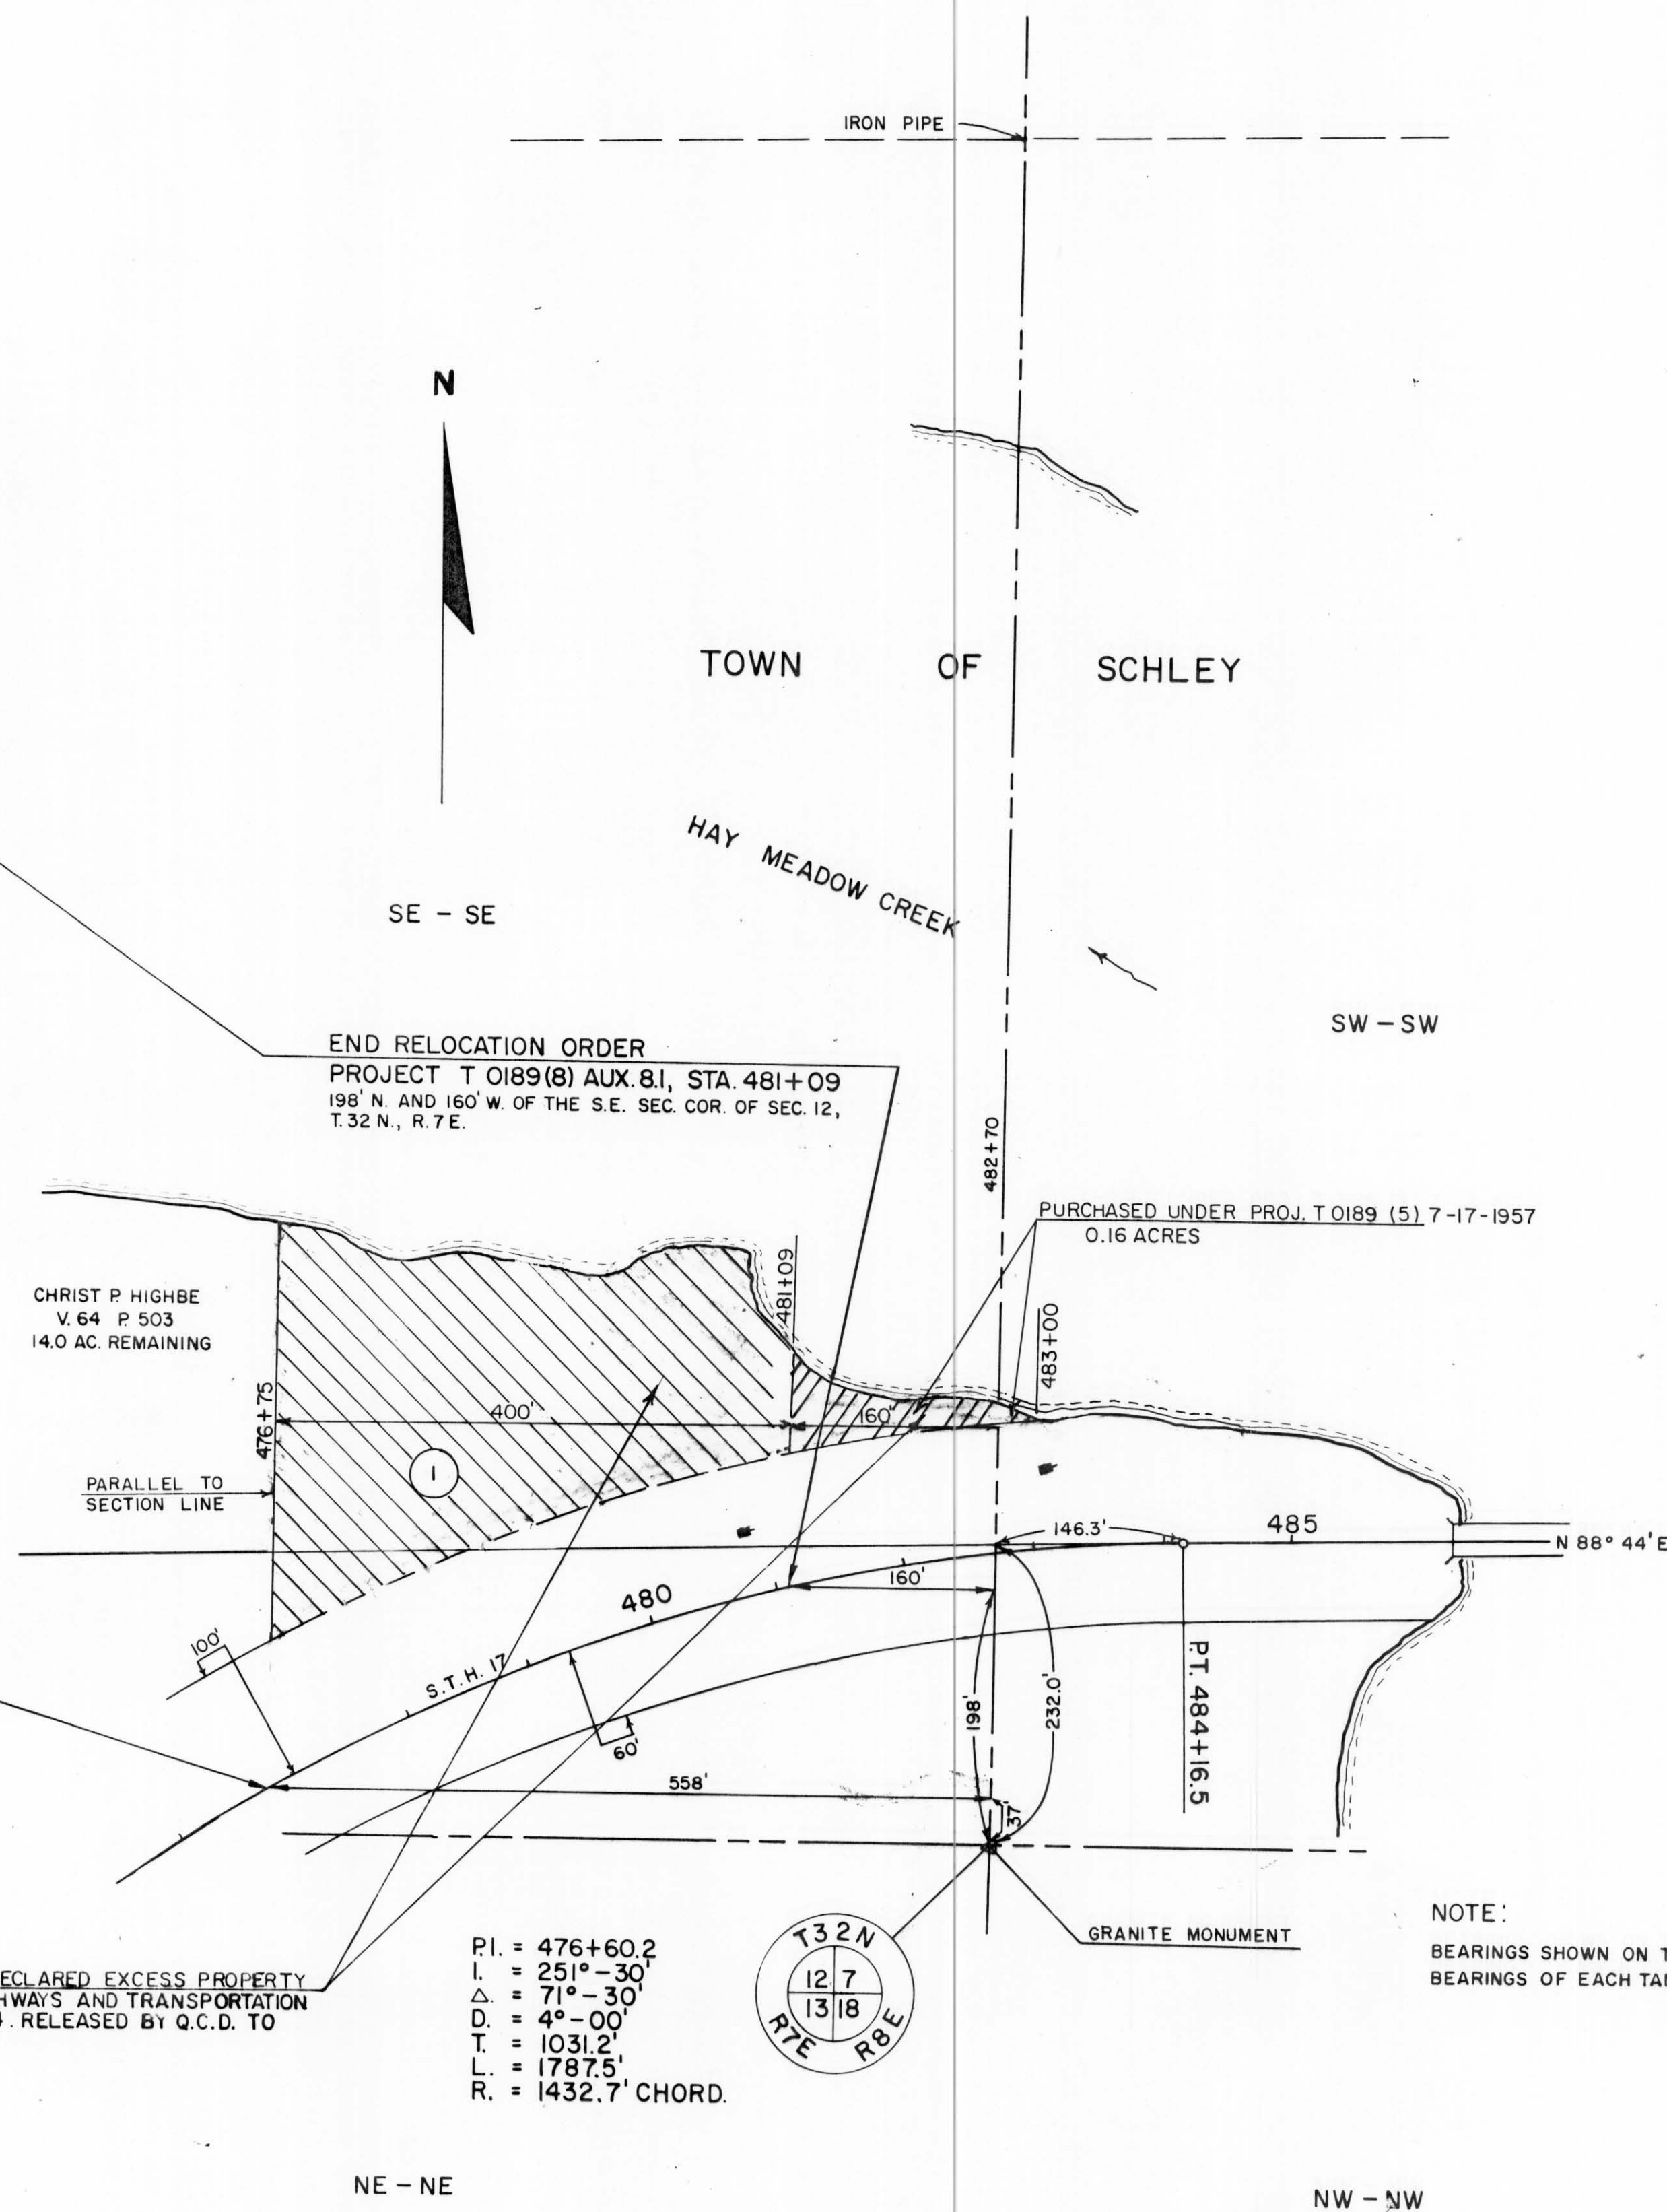 IRON PIPE
N
TOWN OF SCHLEY
HAY MEADOW CREEK
SE - SE
SW - SW
END RELOCATION ORDER
PROJECT T 0189(8) AUX. 8.1, STA. 481+09
198' N. AND 160' W. OF THE S.E. SEC. COR. OF SEC. 12,
T. 32 N., R. 7 E.
482+70
PURCHASED UNDER PROJ. T 0189 (5) 7-17-1957
0.16 ACRES
481+09
483+00
CHRIST P. HIGHBE
V. 64 P. 503
14.0 AC. REMAINING
476+75
400'
160'
1
PARALLEL TO
SECTION LINE
146.3'
485
N 88° 44' E
160'
480
100'
S.T.H. 17
198'
232.0'
P.T. 484+16.5
60'
558'
37'
GRANITE MONUMENT
NOTE:
BEARINGS SHOWN ON
BEARINGS OF EACH
ECLARED EXCESS PROPERTY
HWAYS AND TRANSPORTATION
. RELEASED BY Q.C.D. TO
P.I. = 476+60.2
I. = 251°-30'
Δ. = 71°-30'
D. = 4°-00'
T. = 1031.2'
L. = 1787.5'
R. = 1432.7' CHORD.
T32N
12 7
13 18
R7E R8E
NE - NE
NW - NW